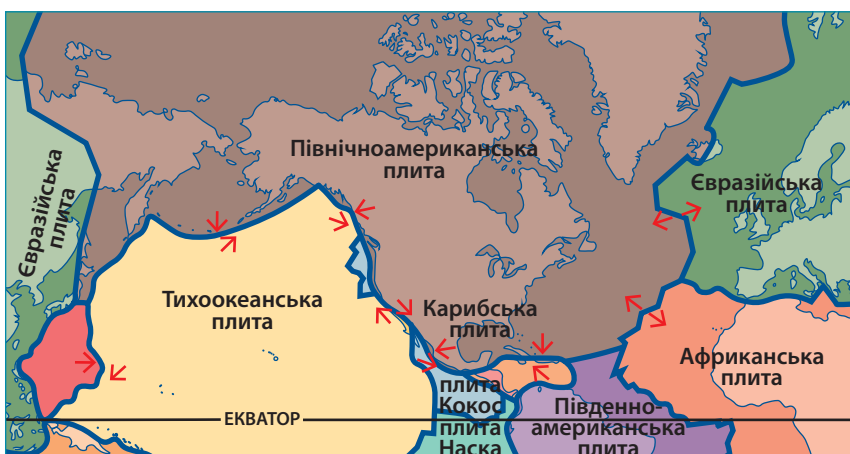 Північноамериканська
плита
Євразійська
плита
Євразійська
плита
Тихоокеанська
плита
Карибська
плита
Африканська
плита
плита
Кокос
ЕКВАТОР
плита
Наска
Південно-
американська
плита